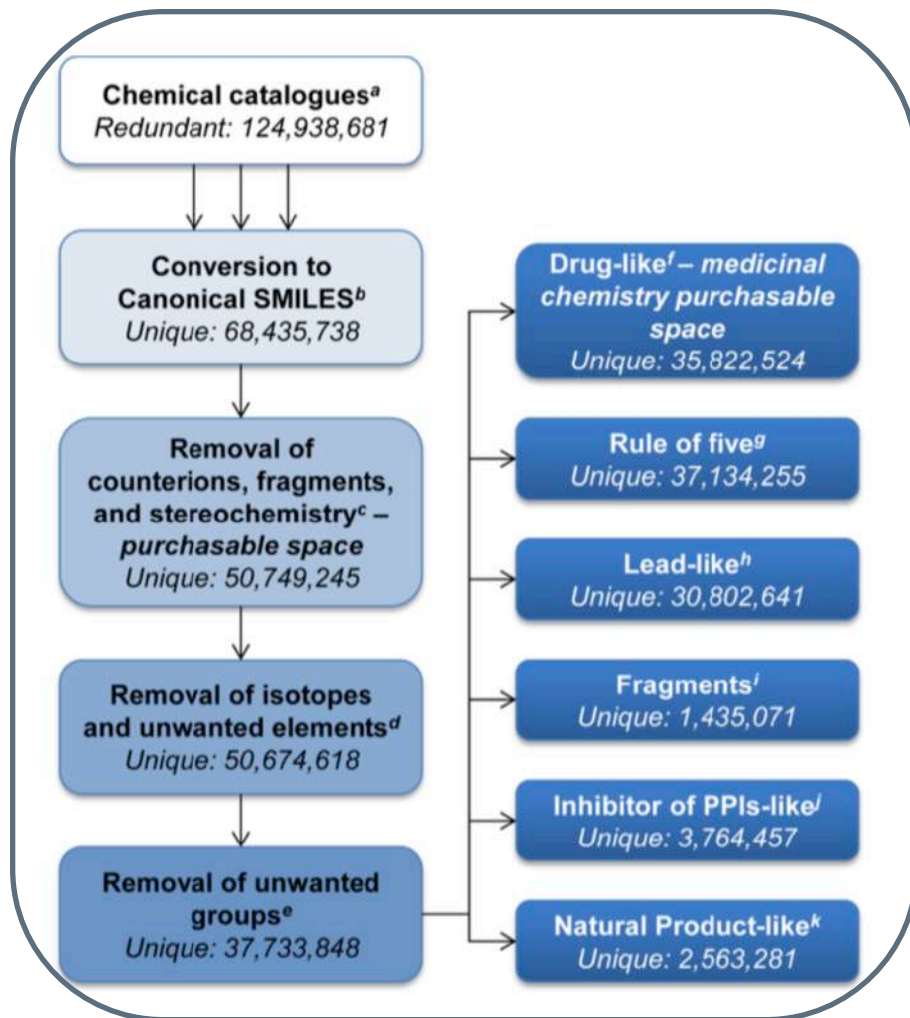 Chemical catalogues^a
Redundant: 124,938,681
Conversion to
Canonical SMILES^b
Unique: 68,435,738
Removal of
counterions, fragments,
and stereochemistry^c –
purchasable space
Unique: 50,749,245
Removal of isotopes
and unwanted elements^d
Unique: 50,674,618
Removal of unwanted
groups^e
Unique: 37,733,848
Drug-like^f – medicinal
chemistry purchasable
space
Unique: 35,822,524
Rule of five^g
Unique: 37,134,255
Lead-like^h
Unique: 30,802,641
Fragments^i
Unique: 1,435,071
Inhibitor of PPIs-like^j
Unique: 3,764,457
Natural Product-like^k
Unique: 2,563,281